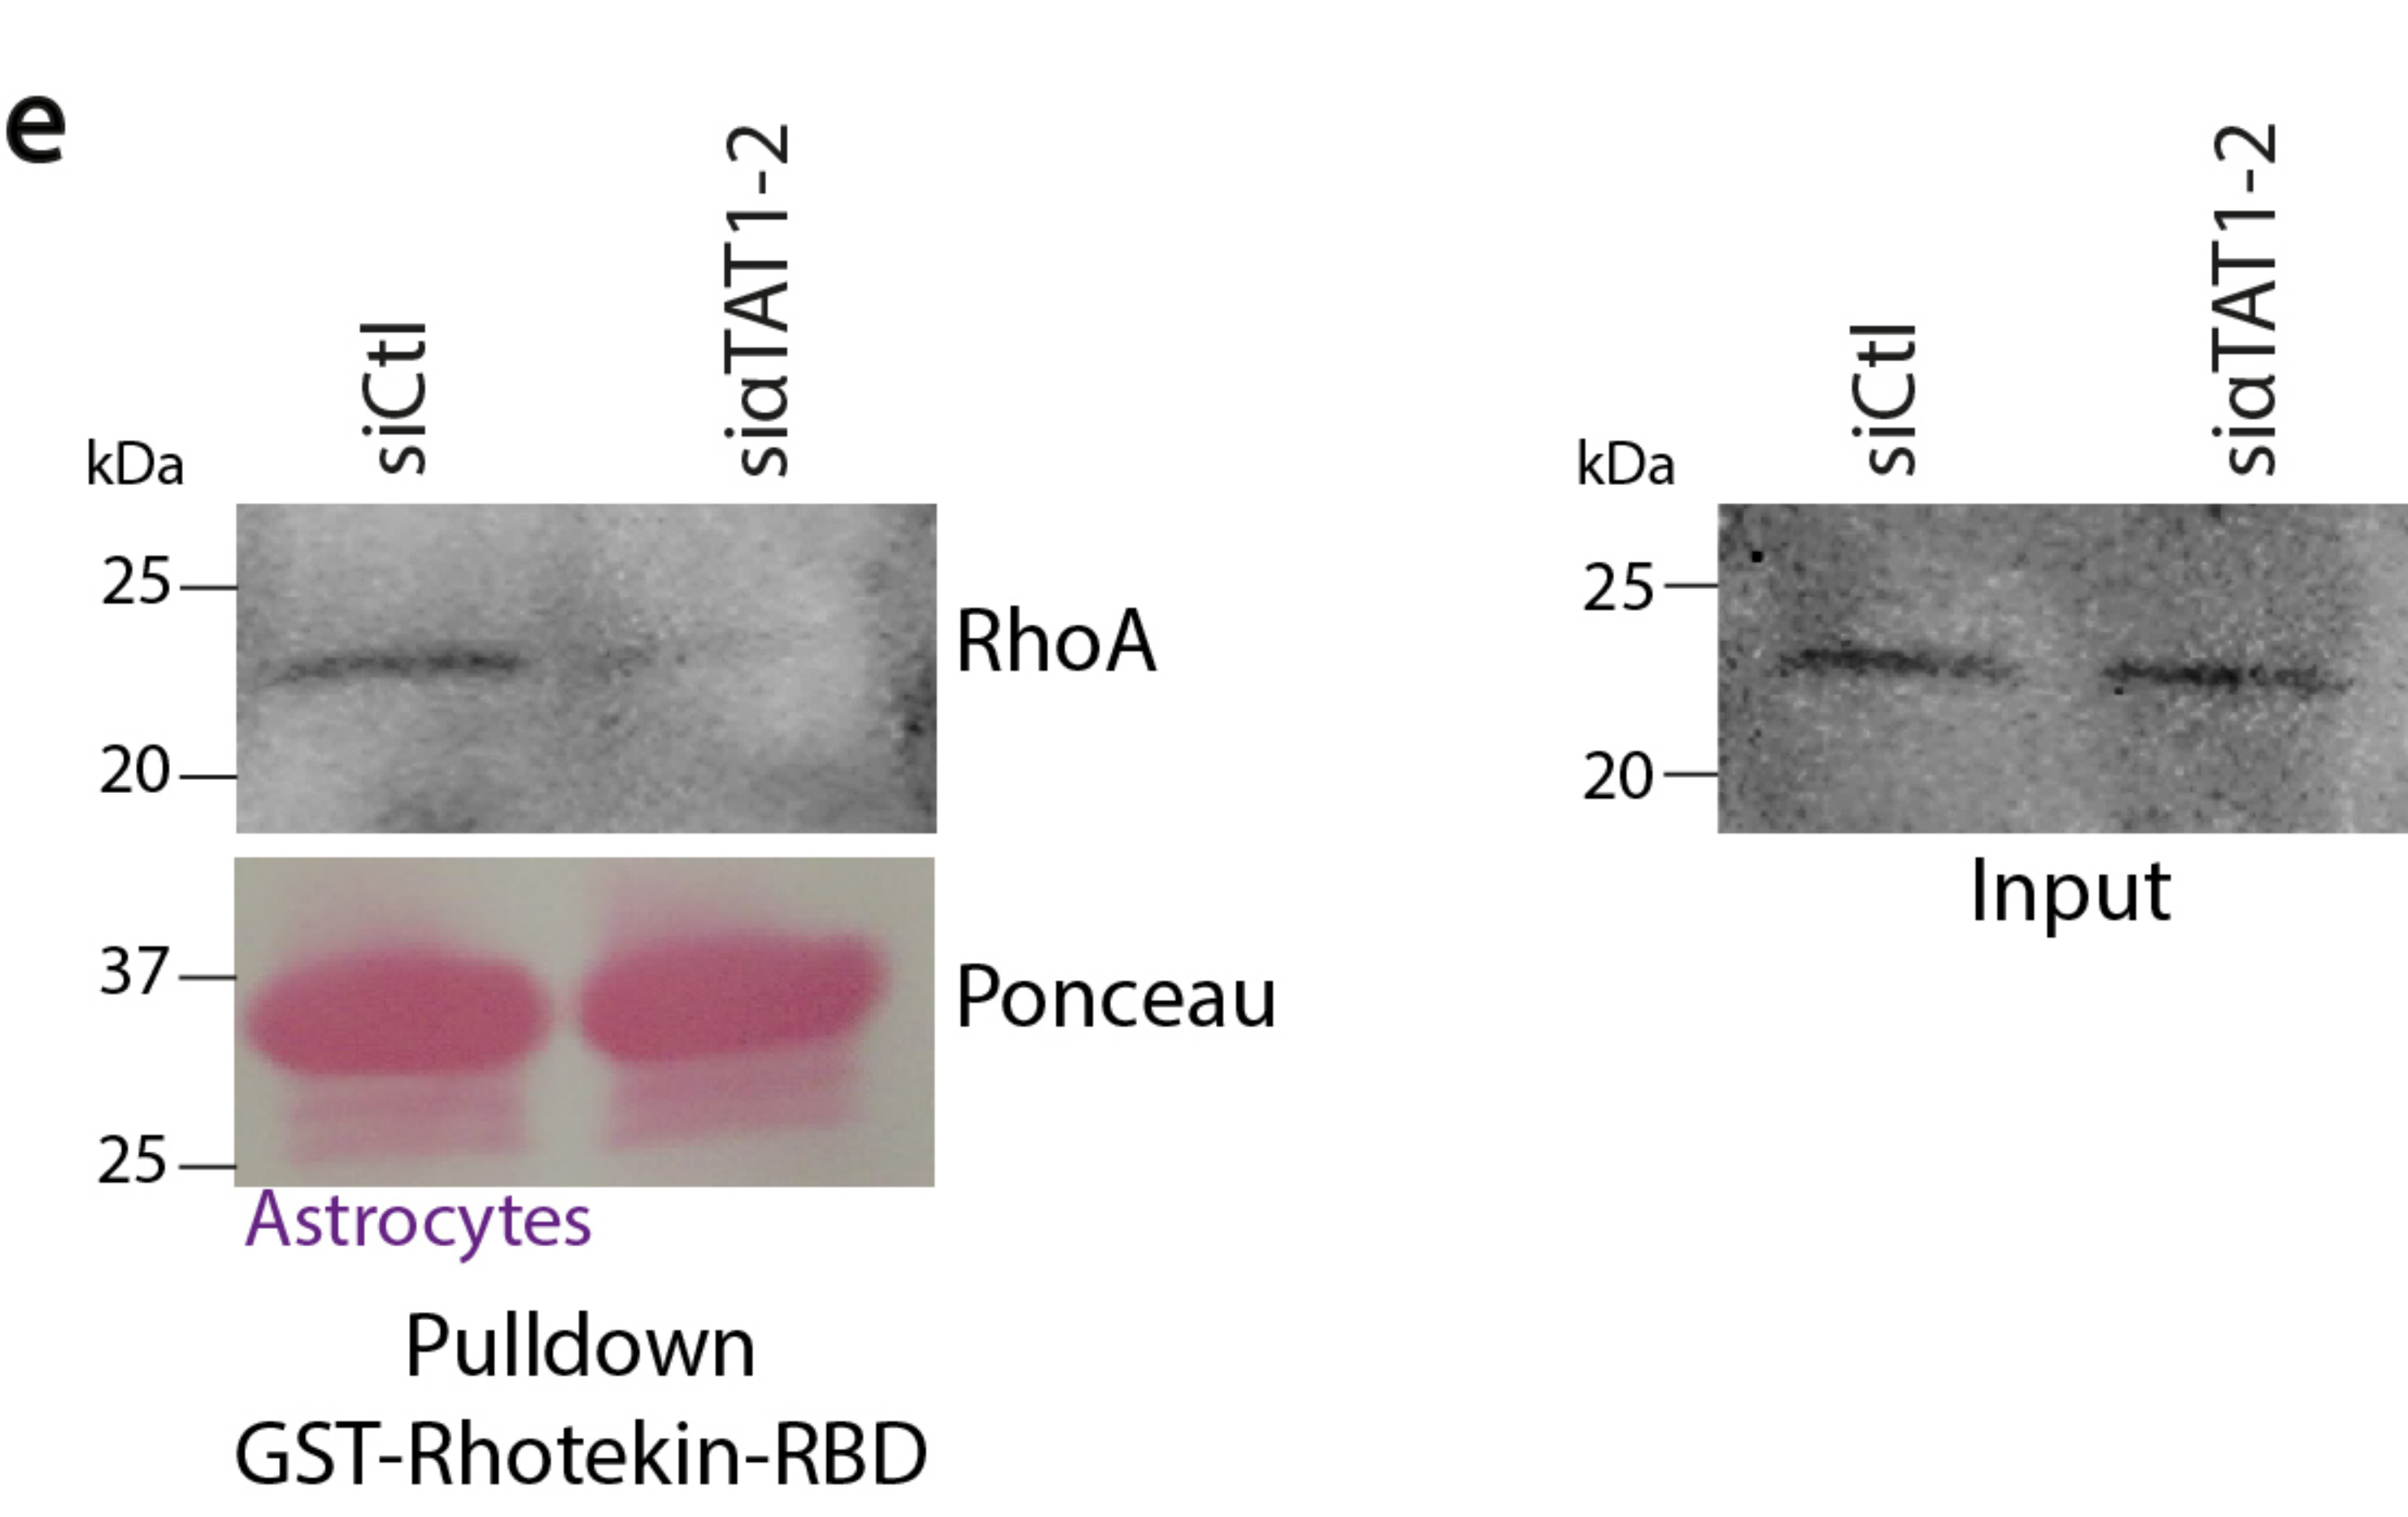 e
siCtl
siαTAT1-2
kDa
25
20
RhoA
37
25
Ponceau
Astrocytes
Pulldown
GST-Rhotekin-RBD
siCtl
siαTAT1-2
kDa
25
20
Input